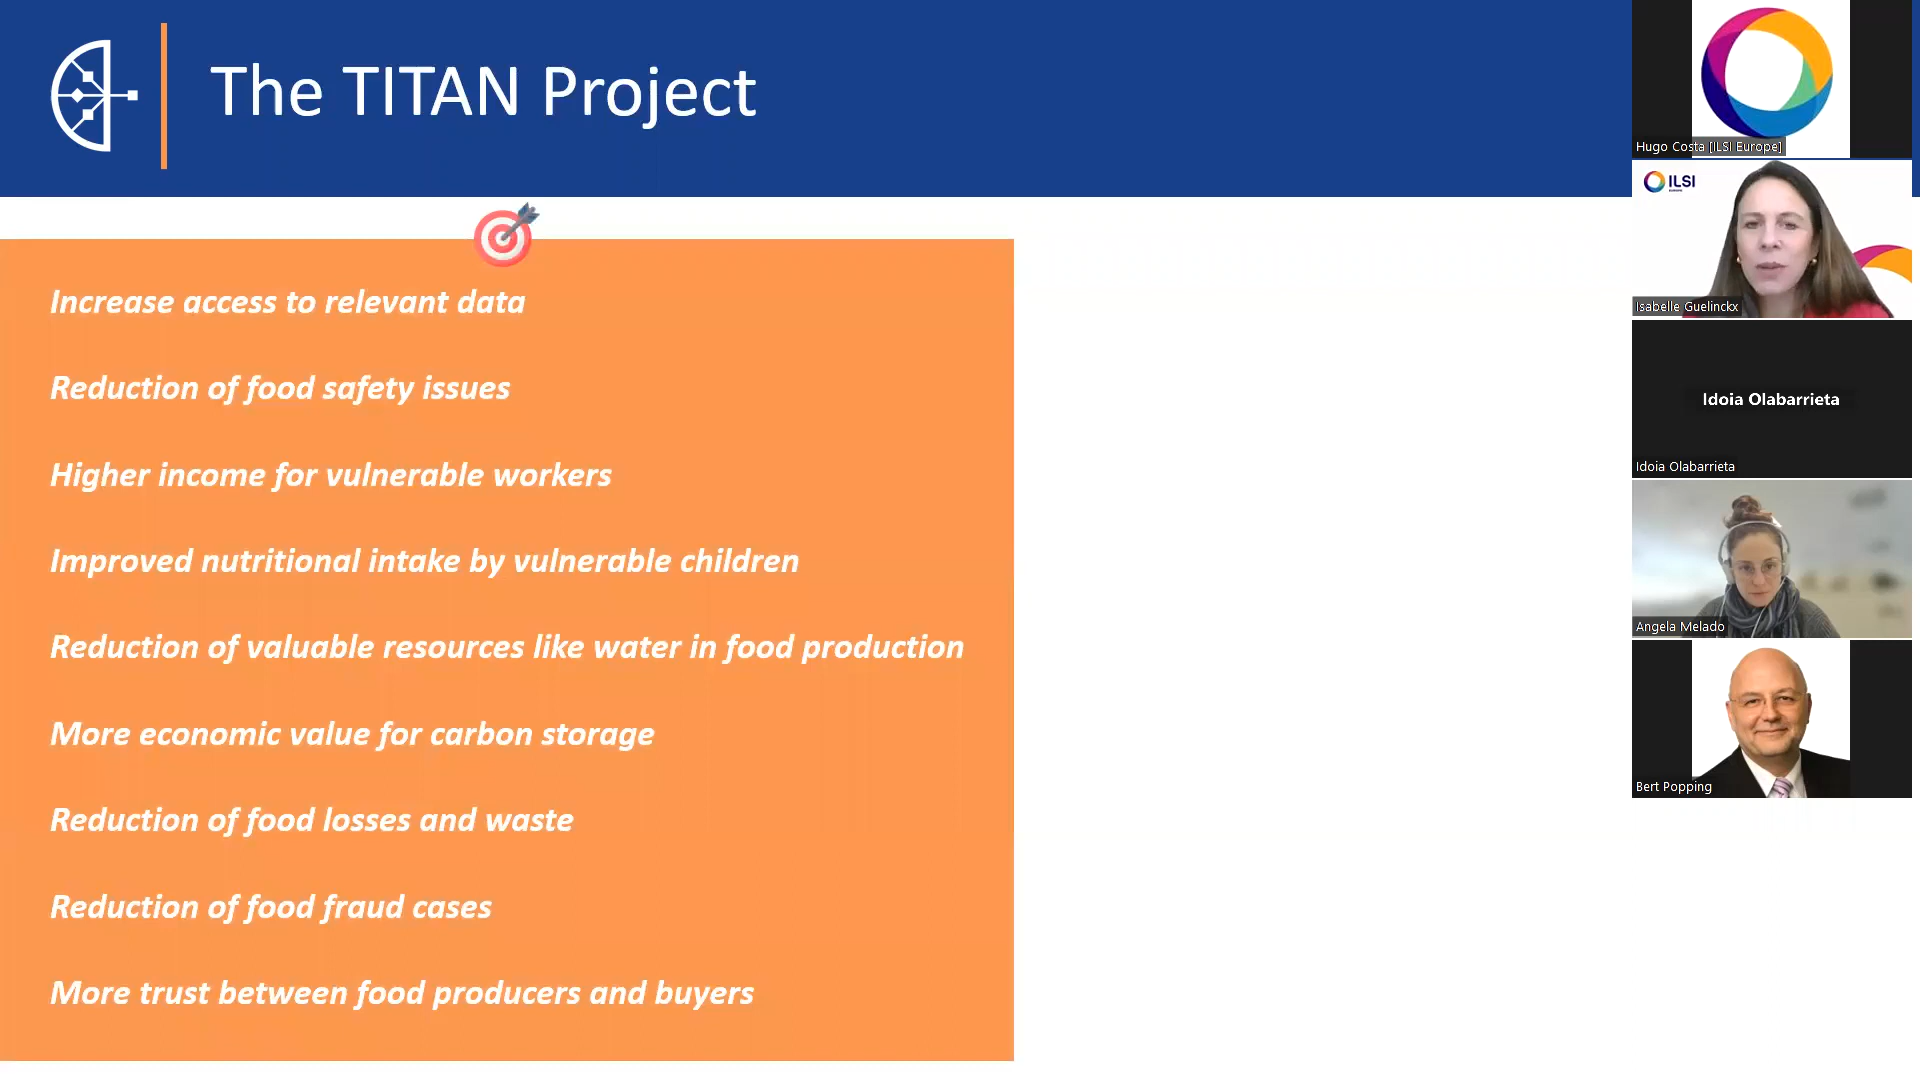 The TITAN Project
Increase access to relevant data
Reduction of food safety issues
Higher income for vulnerable workers
Improved nutritional intake by vulnerable children
Reduction of valuable resources like water in food production
More economic value for carbon storage
Reduction of food losses and waste
Reduction of food fraud cases
More trust between food producers and buyers
Hugo Costa [ILSI Europe]
ILSI
Isabelle Guelinckx
Idoia Olabarrieta
Idoia Olabarrieta
Angela Melado
Bert Popping